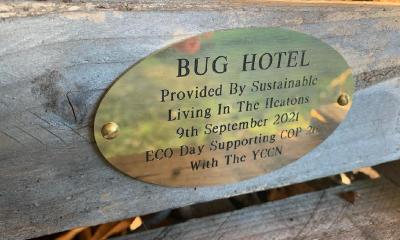 BUG HOTEL
Provided By Sustainable
Living In The Heatons
9th September 2021
ECO Day Supporting COP 26
With The YCCN